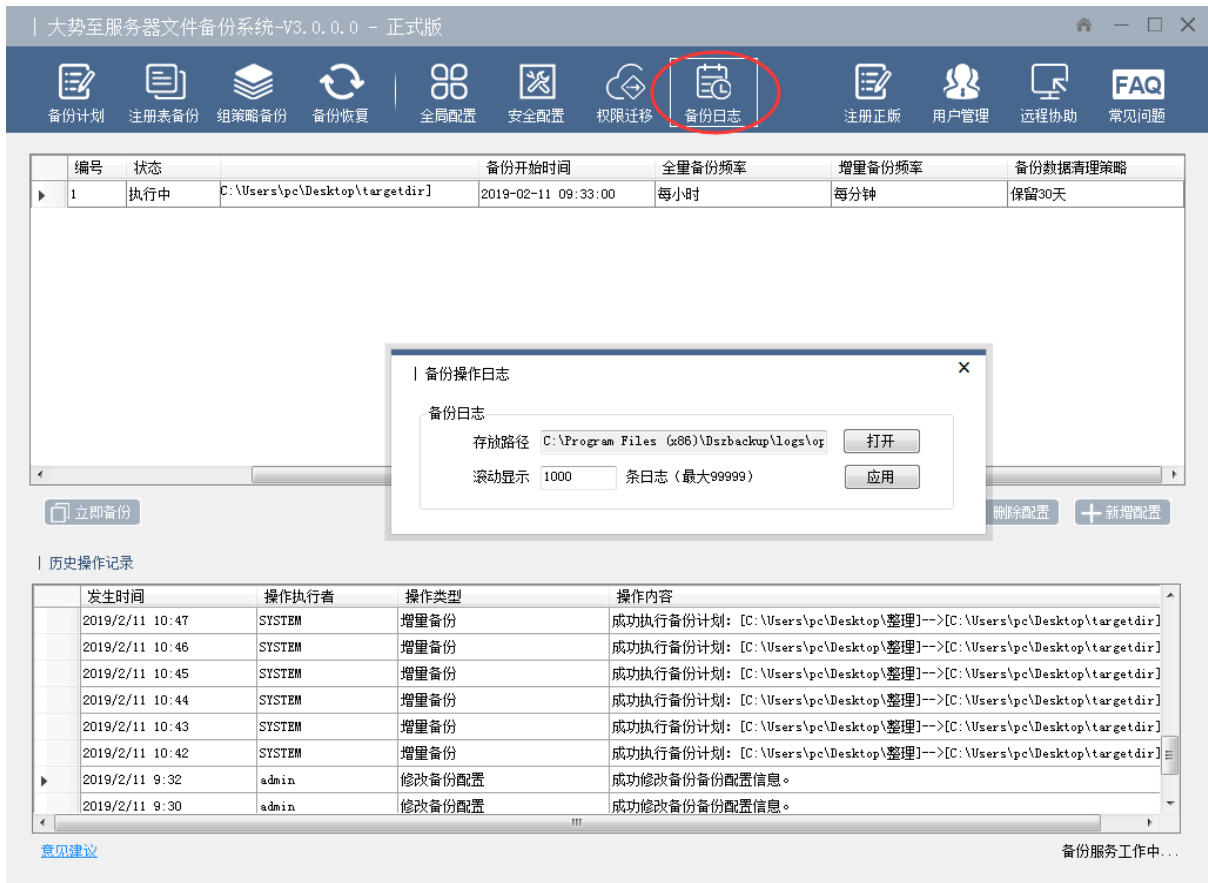 大势至服务器文件备份系统-V3.0.0.0 - 正式版
备份计划 注册表备份 组策略备份 备份恢复 全局配置 安全配置 权限迁移 备份日志 注册正版 用户管理 远程协助 FAQ 常见问题
编号 状态 备份开始时间 全量备份频率 增量备份频率 备份数据清理策略
1 执行中 C:\Users\pc\Desktop\targetdir] 2019-02-11 09:33:00 每小时 每分钟 保留30天
备份操作日志
备份日志
存放路径 C:\Program Files (x86)\Dszbackup\logs\op 打开
滚动显示 1000 条日志（最大99999） 应用
立即备份 删除配置 新增配置
历史操作记录
发生时间 操作执行者 操作类型 操作内容
2019/2/11 10:47 SYSTEM 增量备份 成功执行备份计划: [C:\Users\pc\Desktop\整理]-->[C:\Users\pc\Desktop\targetdir]
2019/2/11 10:46 SYSTEM 增量备份 成功执行备份计划: [C:\Users\pc\Desktop\整理]-->[C:\Users\pc\Desktop\targetdir]
2019/2/11 10:45 SYSTEM 增量备份 成功执行备份计划: [C:\Users\pc\Desktop\整理]-->[C:\Users\pc\Desktop\targetdir]
2019/2/11 10:44 SYSTEM 增量备份 成功执行备份计划: [C:\Users\pc\Desktop\整理]-->[C:\Users\pc\Desktop\targetdir]
2019/2/11 10:43 SYSTEM 增量备份 成功执行备份计划: [C:\Users\pc\Desktop\整理]-->[C:\Users\pc\Desktop\targetdir]
2019/2/11 10:42 SYSTEM 增量备份 成功执行备份计划: [C:\Users\pc\Desktop\整理]-->[C:\Users\pc\Desktop\targetdir]
2019/2/11 9:32 admin 修改备份配置 成功修改备份备份配置信息。
2019/2/11 9:30 admin 修改备份配置 成功修改备份备份配置信息。
意见建议 备份服务工作中...